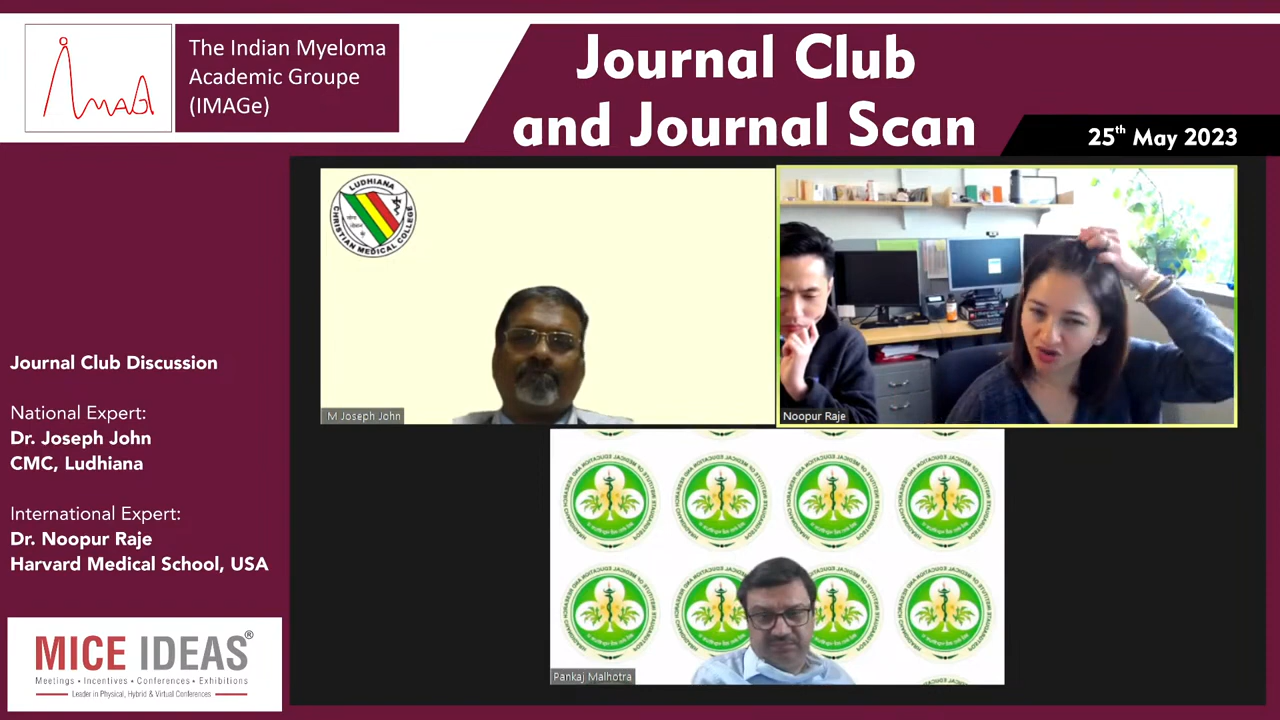 The Indian Myeloma
Academic Groupe
(IMAGe)
Journal Club
and Journal Scan
25th May 2023
LUDHIANA
CHRISTIAN MEDICAL COLLEGE
M Joseph John
Noopur Raje
Pankaj Malhotra
Journal Club Discussion
National Expert:
Dr. Joseph John
CMC, Ludhiana
International Expert:
Dr. Noopur Raje
Harvard Medical School, USA
MICE IDEAS®
Meetings • Incentives • Conferences • Exhibitions
Leader in Physical, Hybrid & Virtual Conferences